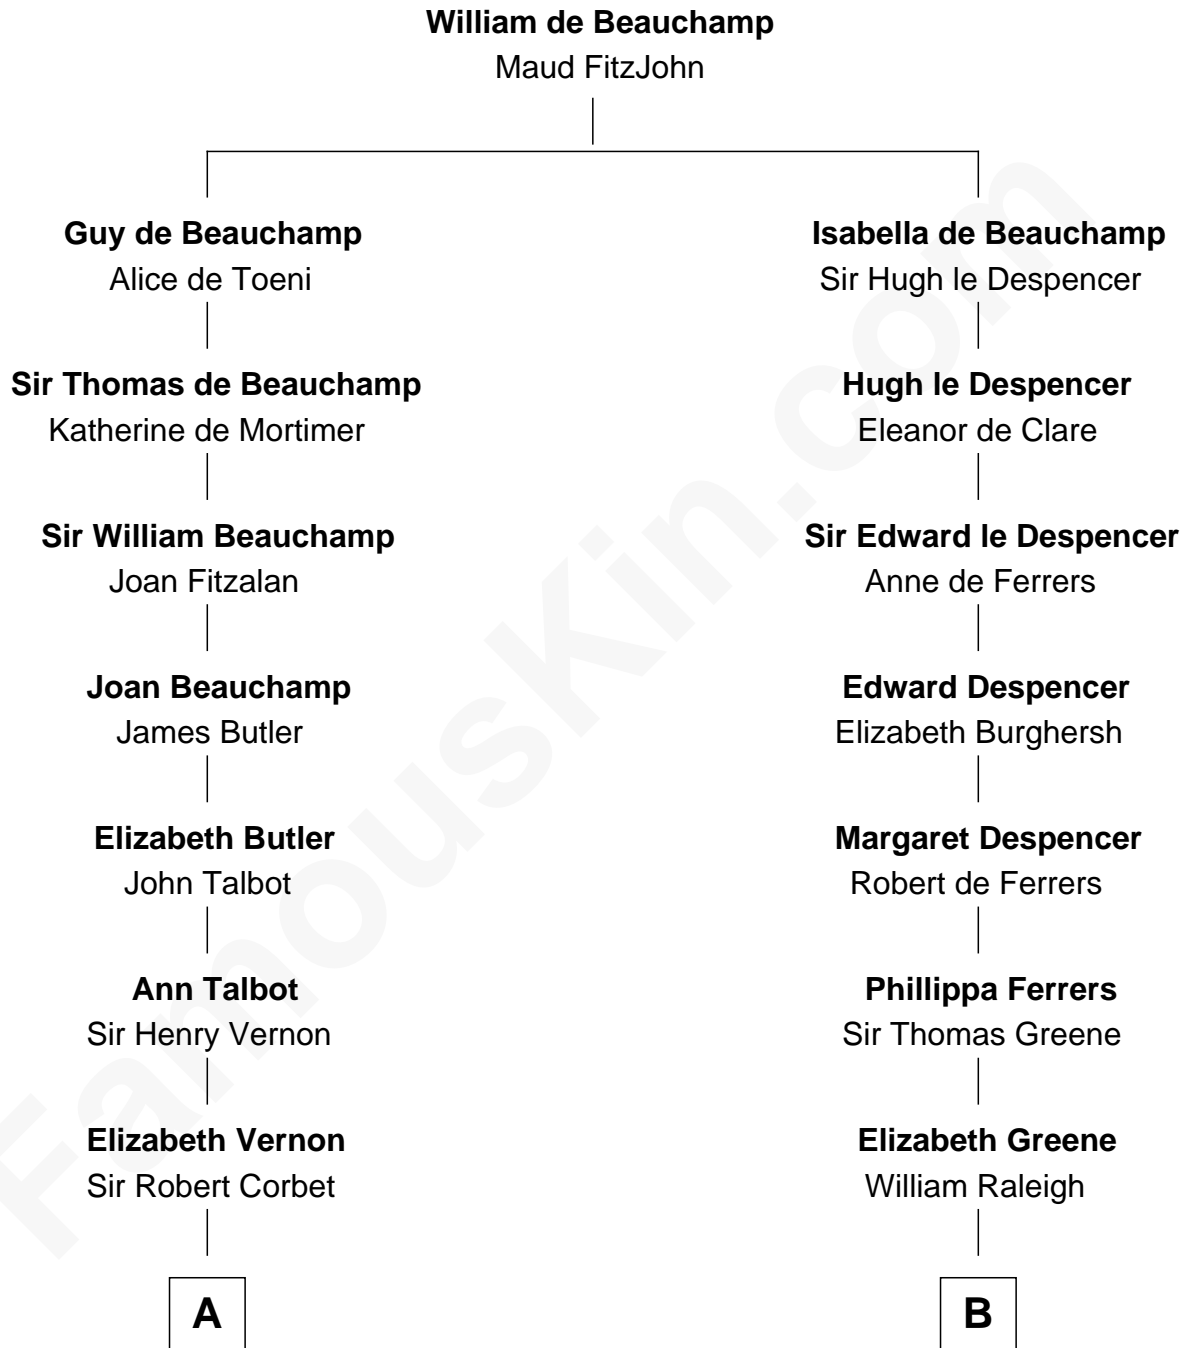 William de Beauchamp
Maud FitzJohn
Guy de Beauchamp
Alice de Toeni
Isabella de Beauchamp
Sir Hugh le Despencer
Sir Thomas de Beauchamp
Katherine de Mortimer
Hugh le Despencer
Eleanor de Clare
Sir William Beauchamp
Joan Fitzalan
Sir Edward le Despencer
Anne de Ferrers
Joan Beauchamp
James Butler
Edward Despencer
Elizabeth Burghersh
Elizabeth Butler
John Talbot
Margaret Despencer
Robert de Ferrers
Ann Talbot
Sir Henry Vernon
Phillippa Ferrers
Sir Thomas Greene
Elizabeth Vernon
Sir Robert Corbet
Elizabeth Greene
William Raleigh
A
B
FamousKin.com